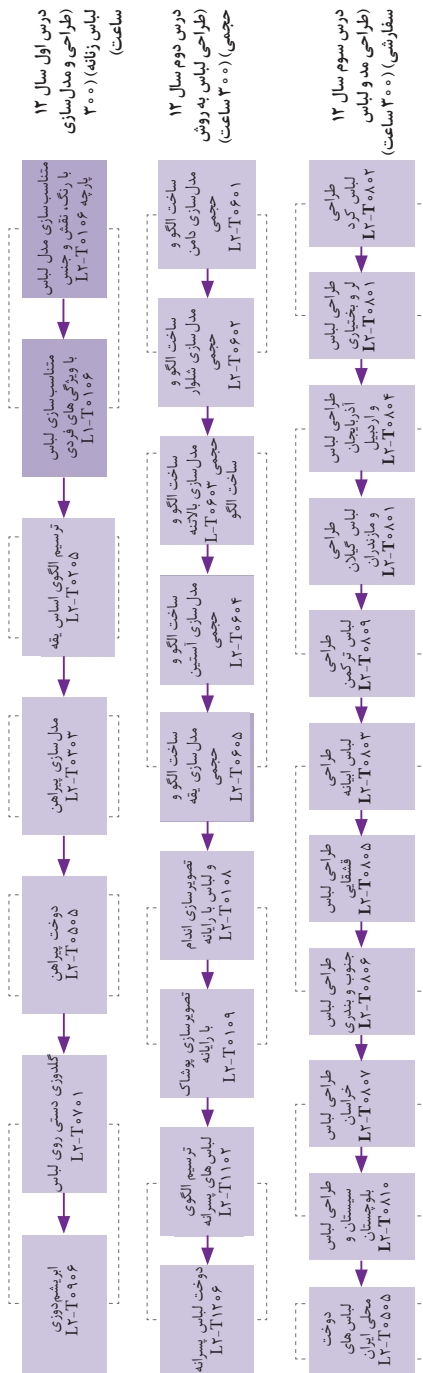 درس اول سال ۱۲
(طراحی و مدل‌سازی
لباس زنانه) (۳۰۰
ساعت)
متناسب‌سازی مدل لباس
با رنگ، نقش و جنس
پارچه L۲-T۰۱۰۶
متناسب‌سازی لباس
با ویژگی‌های فردی
L۱-T۰۱۰۶
ترسیم الگوی اساس یقه
L۲-T۰۲۰۵
مدل‌سازی پیراهن
L۲-T۰۳۰۳
دوخت پیراهن
L۲-T۰۵۰۵
گلدوزی دستی روی لباس
L۲-T۰۷۰۱
ابریشم‌دوزی
L۲-T۰۹۰۶
درس دوم سال ۱۲
(طراحی لباس به روش
حجمی) (۳۰۰ ساعت)
ساخت الگو و
مدل‌سازی دامن
حجمی
L۲-T۰۶۰۱
ساخت الگو و
مدل‌سازی شلوار
حجمی
L۲-T۰۶۰۲
ساخت الگو و
مدل‌سازی بالاتنه
حجمی L-T۰۶۰۳
ساخت الگو
ساخت الگو و
مدل‌سازی آستین
حجمی
L۲-T۰۶۰۴
ساخت الگو و
مدل‌سازی یقه
حجمی
L۲-T۰۶۰۵
تصویرسازی اندام
و لباس با رایانه
L۲-T۰۱۰۸
تصویرسازی پوشاک
با رایانه
L۲-T۰۱۰۹
ترسیم الگوی
لباس‌های پسرانه
L۲-T۱۱۰۲
دوخت لباس پسرانه
L۲-T۱۲۰۶
درس سوم سال ۱۲
(طراحی مد و لباس
سفارشی) (۳۰۰ ساعت)
طراحی
لباس کرد
L۲-T۰۸۰۲
طراحی لباس
لر و بختیاری
L۲-T۰۸۰۱
طراحی لباس
آذربایجان
و اردبیل
L۲-T۰۸۰۴
طراحی
لباس گیلان
و مازندران
L۲-T۰۸۰۱
طراحی
لباس ترکمن
L۲-T۰۸۰۹
طراحی
لباس ابیانه
L۲-T۰۸۰۳
طراحی لباس
قشقایی
L۲-T۰۸۰۵
طراحی لباس
جنوب و بندری
L۲-T۰۸۰۶
طراحی لباس
خراسان
L۲-T۰۸۰۷
طراحی لباس
سیستان و
بلوچستان
L۲-T۰۸۱۰
دوخت
لباس‌های
محلی ایران
L۲-T۰۵۰۵